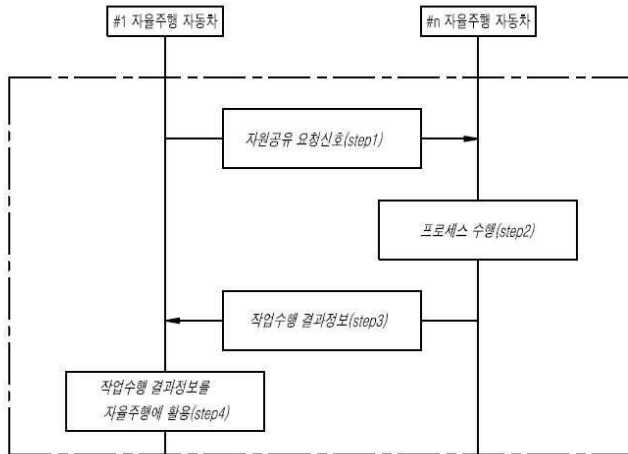 #1 자율주행 자동차
#n 자율주행 자동차
자원공유 요청신호(step1)
프로세스 수행(step2)
작업수행 결과정보(step3)
작업수행 결과정보를
자율주행에 활용(step4)